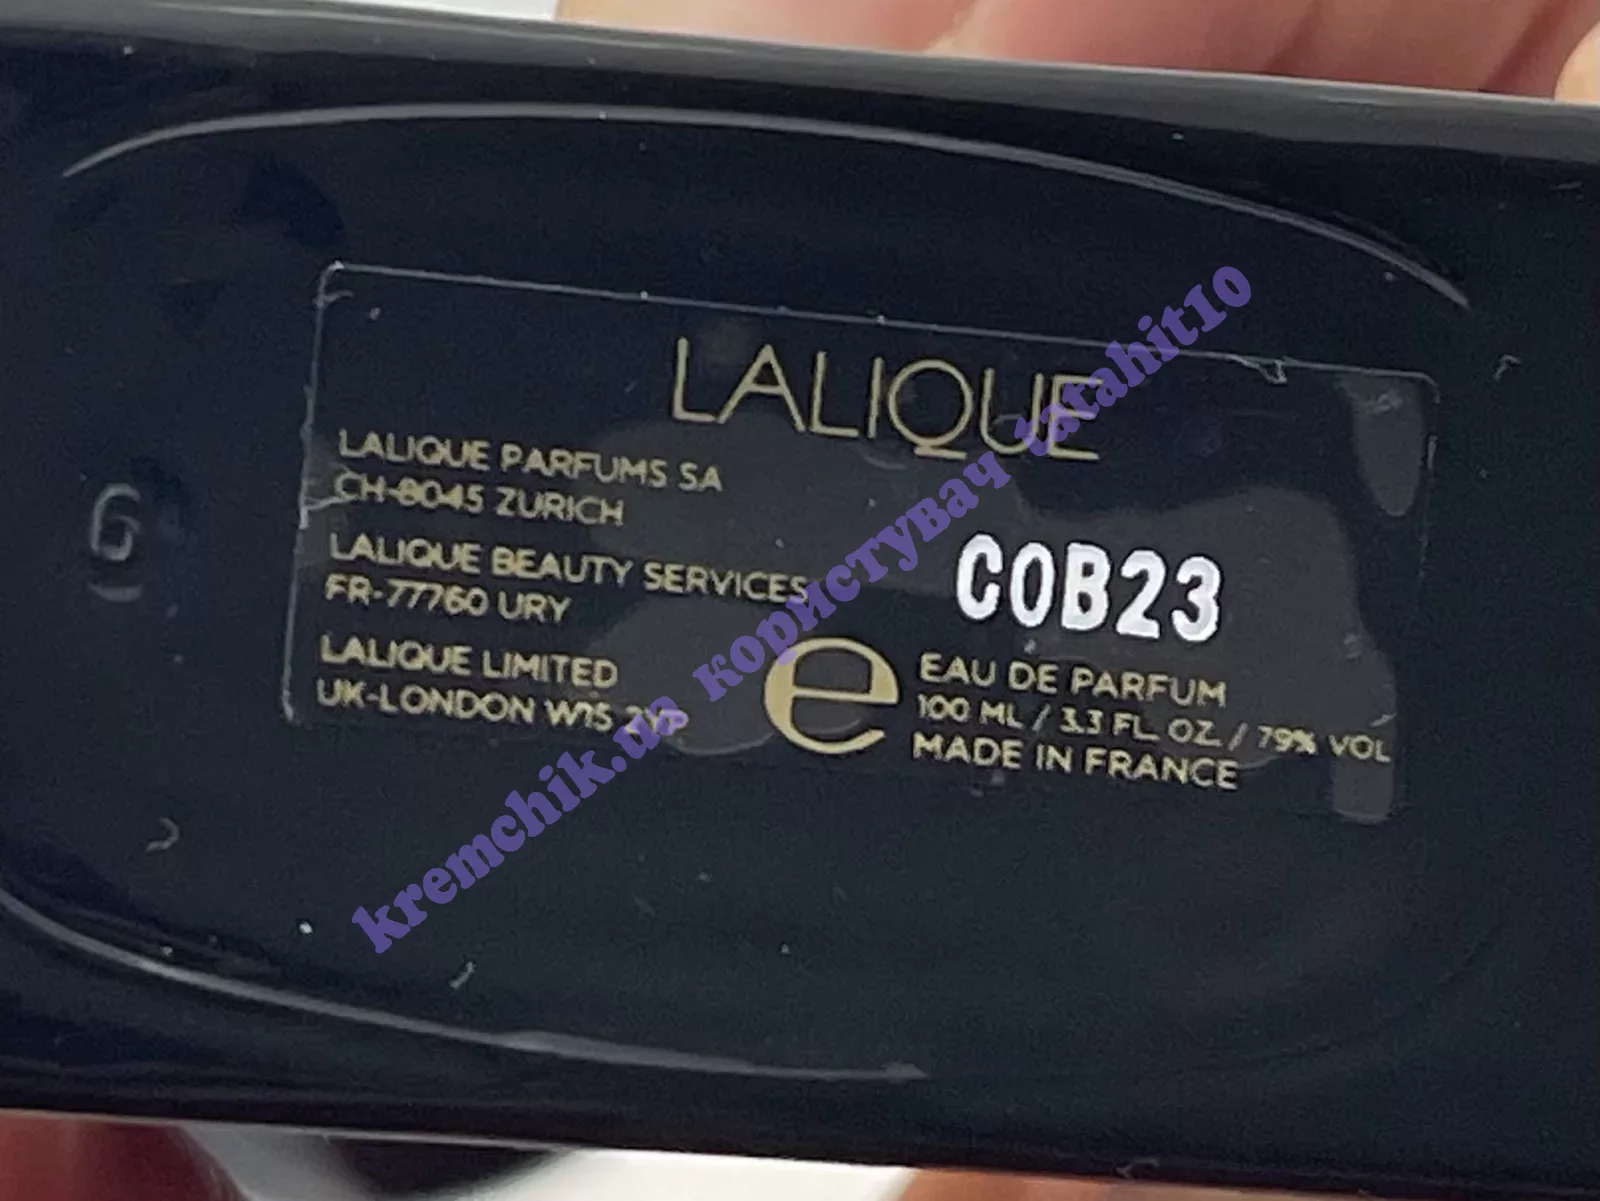 LALIQUE
LALIQUE PARFUMS SA
CH-8045 ZURICH
LALIQUE BEAUTY SERVICES
FR-77760 URY
LALIQUE LIMITED
UK-LONDON W1S 2YP
C0B23
e
EAU DE PARFUM
100 ML / 3.3 FL. OZ. / 79% VOL
MADE IN FRANCE
6
kremchik.ua користувач tatahit10